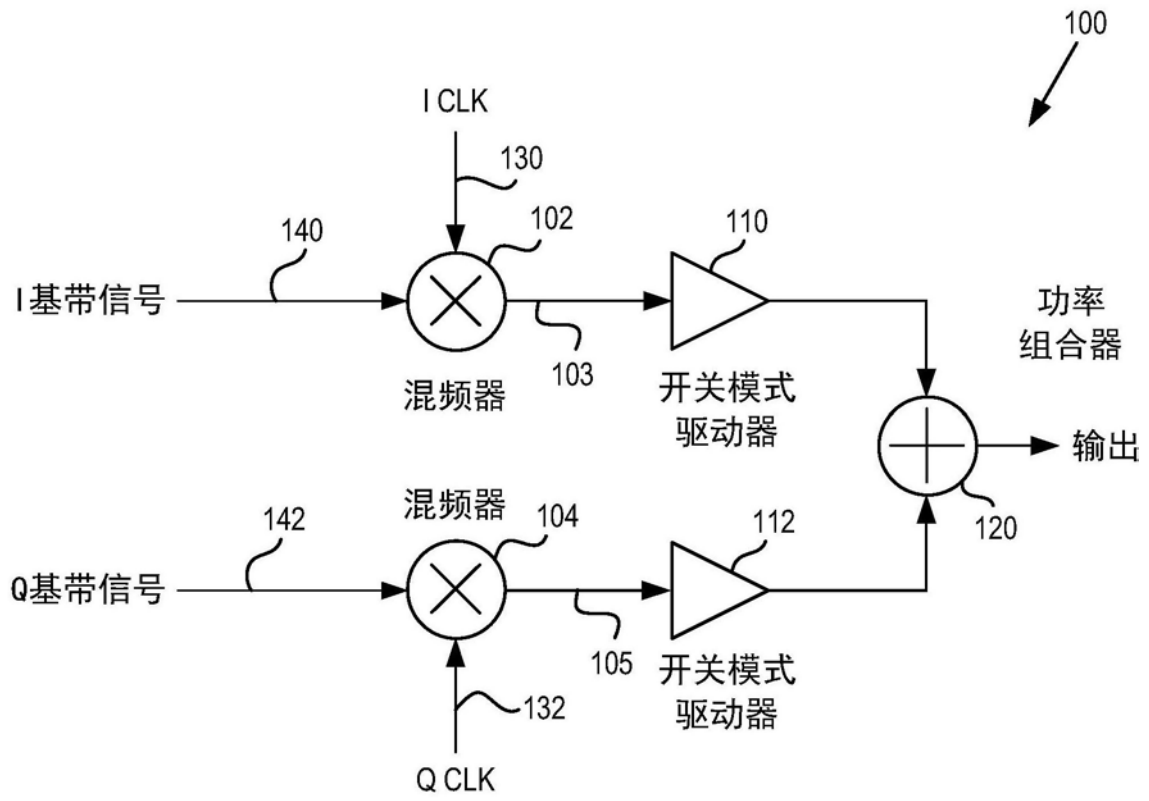 100
I CLK
130
102
140
110
I基带信号
103
混频器
开关模式
驱动器
功率
组合器
输出
120
混频器
104
142
112
Q基带信号
105
开关模式
驱动器
132
Q CLK